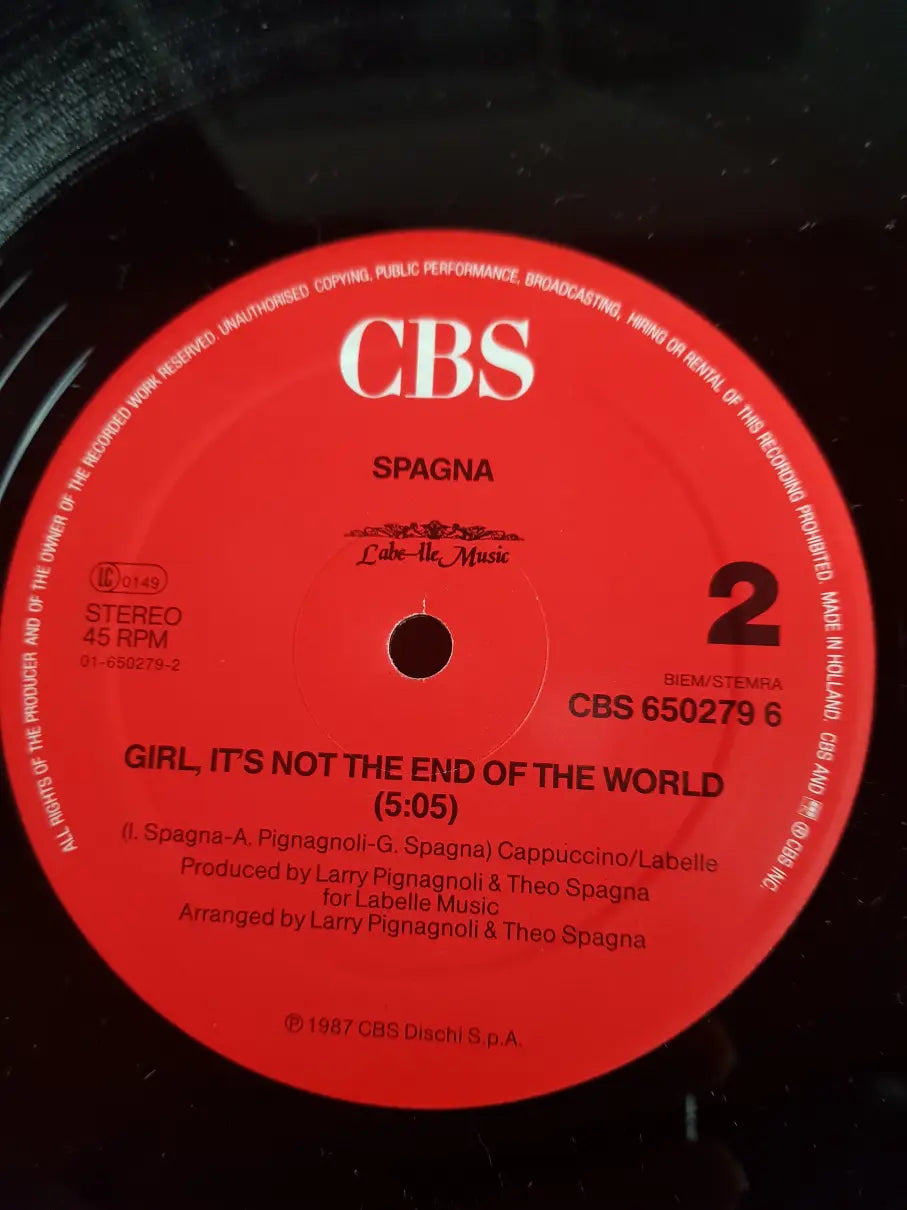 ALL RIGHTS OF THE PRODUCER AND OF THE OWNER OF THE RECORDED WORK RESERVED. UNAUTHORISED COPYING, PUBLIC PERFORMANCE, BROADCASTING, HIRING OR RENTAL OF THIS RECORDING PROHIBITED. MADE IN HOLLAND. CBS AND ℗ CBS INC.
CBS
SPAGNA
Labe-lle Music
LC 0149
STEREO
45 RPM
01-650279-2
2
BIEM/STEMRA
CBS 650279 6
GIRL, IT'S NOT THE END OF THE WORLD
(5:05)
(I. Spagna-A. Pignagnoli-G. Spagna) Cappuccino/Labelle
Produced by Larry Pignagnoli & Theo Spagna
for Labelle Music
Arranged by Larry Pignagnoli & Theo Spagna
℗ 1987 CBS Dischi S.p.A.